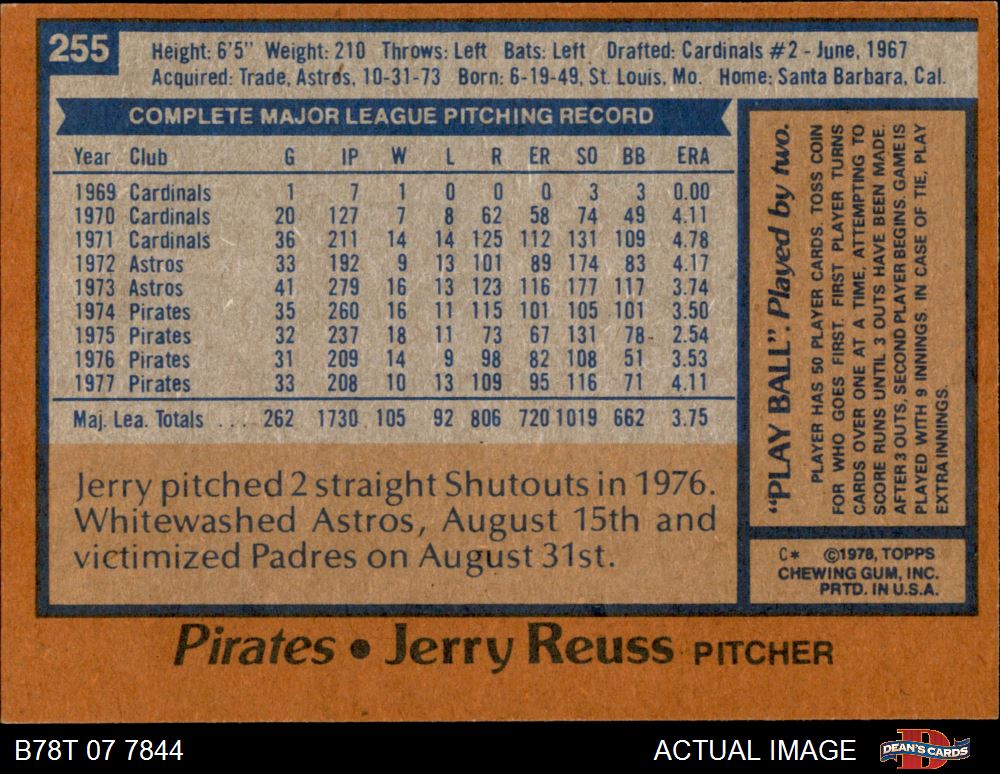 255
Height: 6'5" Weight: 210 Throws: Left Bats: Left Drafted: Cardinals #2 - June, 1967
Acquired: Trade, Astros, 10-31-73 Born: 6-19-49, St. Louis, Mo. Home: Santa Barbara, Cal.
COMPLETE MAJOR LEAGUE PITCHING RECORD
Year Club G IP W L R ER SO BB ERA
1969 Cardinals 1 7 1 0 0 0 3 3 0.00
1970 Cardinals 20 127 7 8 62 58 74 49 4.11
1971 Cardinals 36 211 14 14 125 112 131 109 4.78
1972 Astros 33 192 9 13 101 89 174 83 4.17
1973 Astros 41 279 16 13 123 116 177 117 3.74
1974 Pirates 35 260 16 11 115 101 105 101 3.50
1975 Pirates 32 237 18 11 73 67 131 78 2.54
1976 Pirates 31 209 14 9 98 82 108 51 3.53
1977 Pirates 33 208 10 13 109 95 116 71 4.11
Maj. Lea. Totals .... 262 1730 105 92 806 720 1019 662 3.75
Jerry pitched 2 straight Shutouts in 1976.
Whitewashed Astros, August 15th and
victimized Padres on August 31st.
"PLAY BALL". Played by two.
PLAYER HAS 50 PLAYER CARDS. TOSS COIN
FOR WHO GOES FIRST. FIRST PLAYER TURNS
CARDS OVER ONE AT A TIME, ATTEMPTING TO
SCORE RUNS UNTIL 3 OUTS HAVE BEEN MADE.
AFTER 3 OUTS, SECOND PLAYER BEGINS. GAME IS
PLAYED WITH 9 INNINGS. IN CASE OF TIE, PLAY
EXTRA INNINGS.
C* ©1978, TOPPS
CHEWING GUM, INC.
PRTD. IN U.S.A.
Pirates • Jerry Reuss PITCHER
B78T 07 7844
ACTUAL IMAGE
DEAN'S CARDS